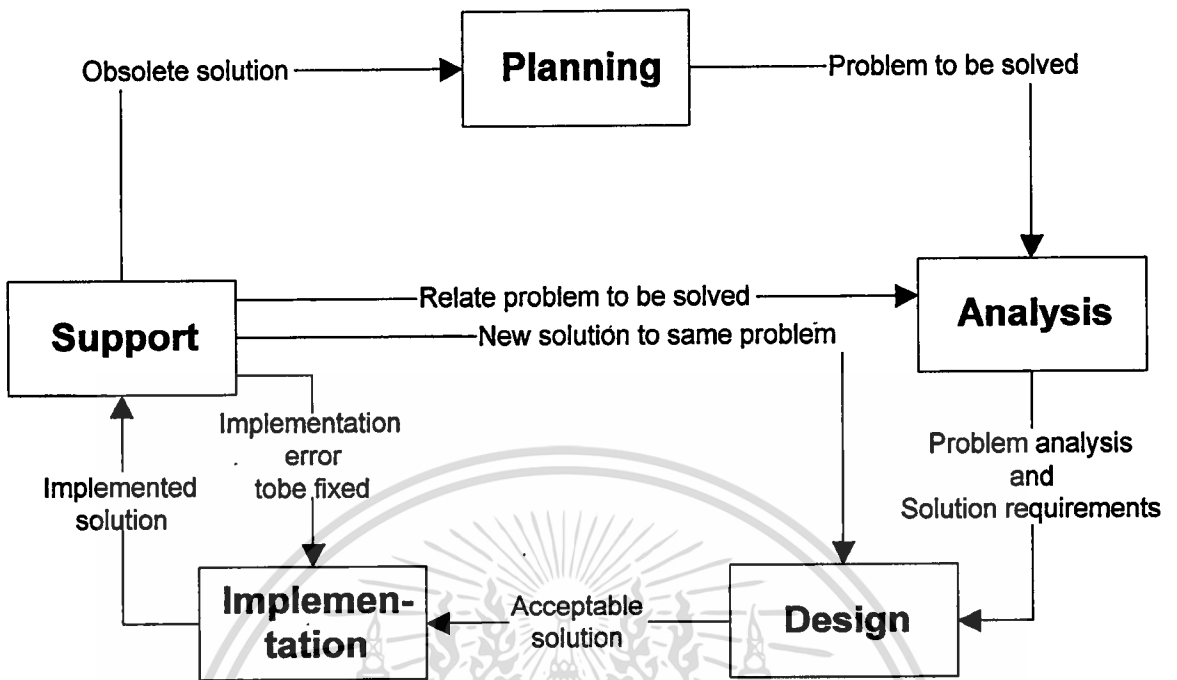 Planning
Obsolete solution
Problem to be solved
Support
Relate problem to be solved
New solution to same problem
Analysis
Implementation
error
tobe fixed
Implemented
solution
Problem analysis
and
Solution requirements
Implemen-
tation
Acceptable
solution
Design